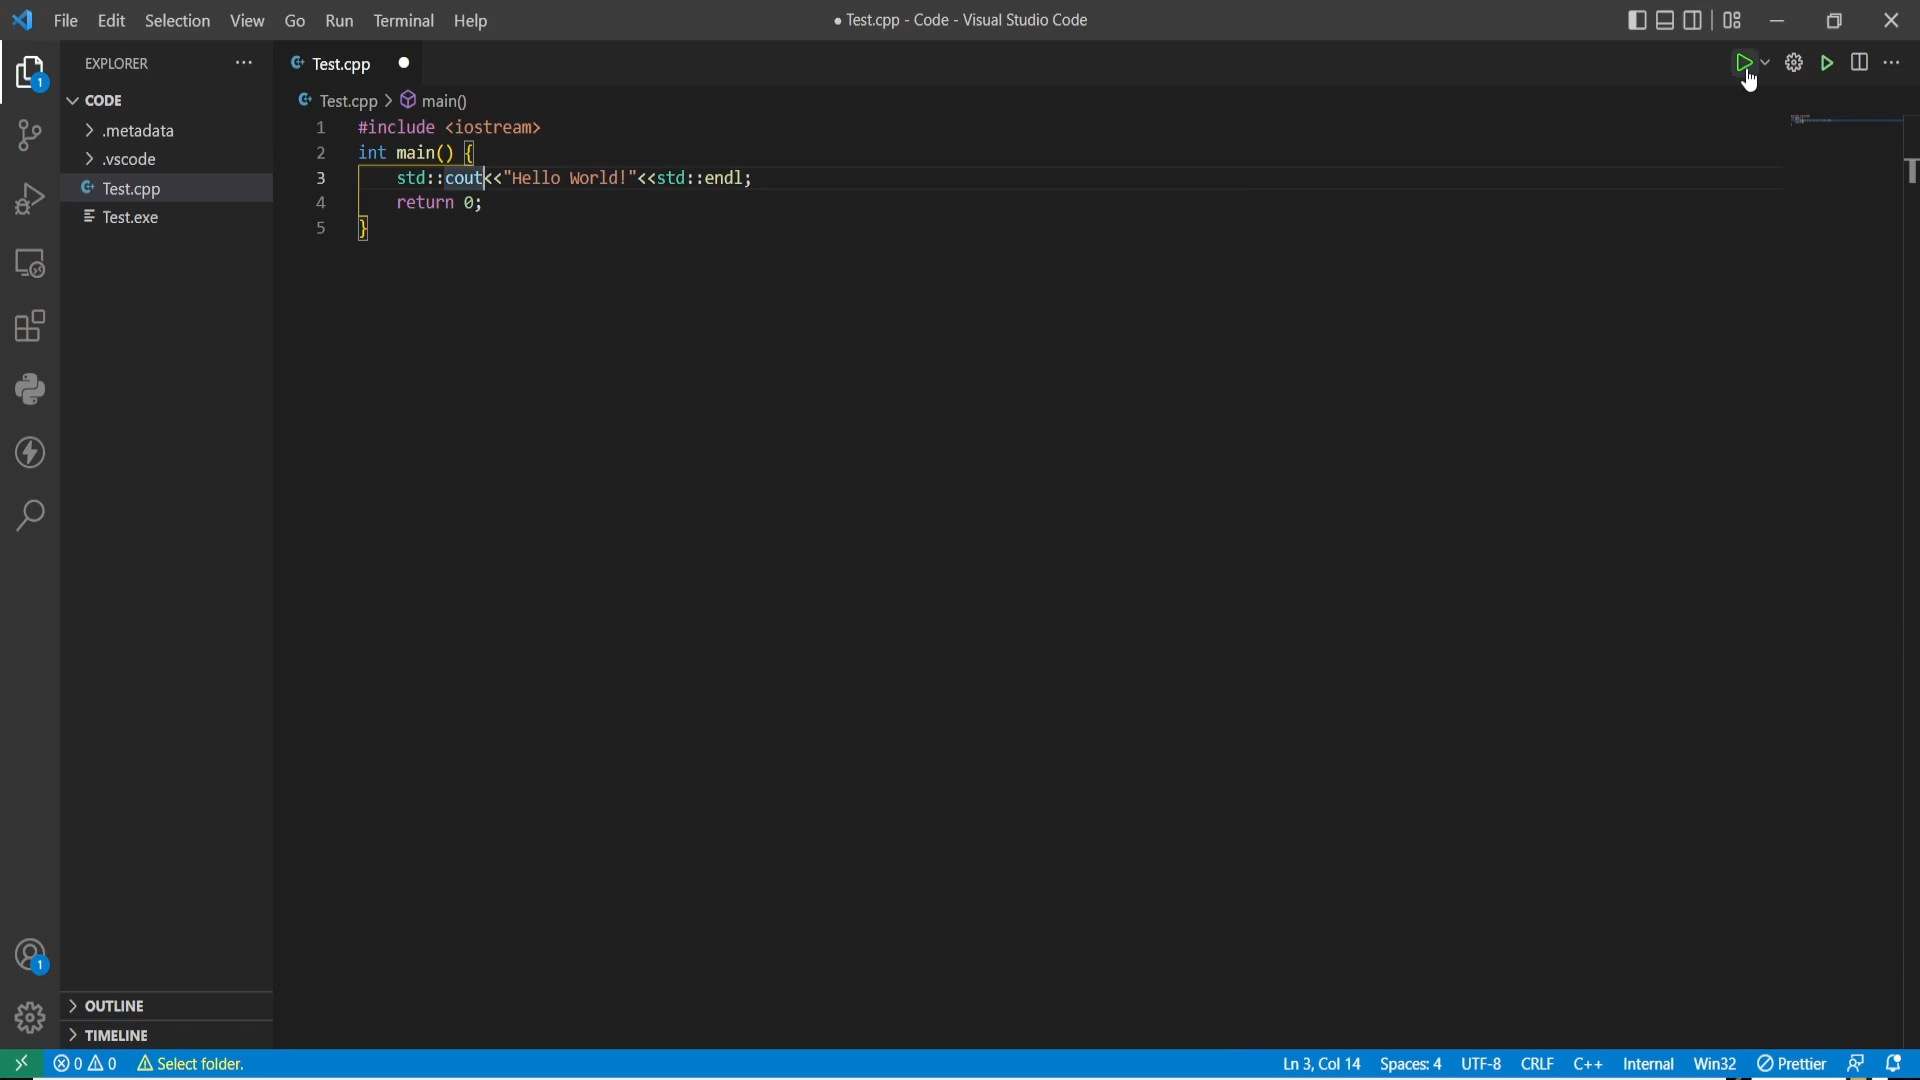 File Edit Selection View Go Run Terminal Help
● Test.cpp - Code - Visual Studio Code
EXPLORER
Test.cpp
CODE
.metadata
.vscode
Test.cpp
Test.exe
Test.cpp > main()
1 #include <iostream>
2 int main() {
3 std::cout<<"Hello World!"<<std::endl;
4 return 0;
5 }
1
1
OUTLINE
TIMELINE
0 0 Select folder. Ln 3, Col 14 Spaces: 4 UTF-8 CRLF C++ Internal Win32 Prettier